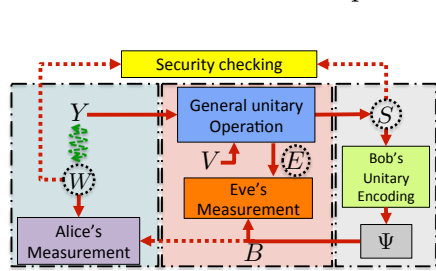 Security checking
Y
General unitary
Operation
S
V
E
W
Bob's
Unitary
Encoding
Eve's
Measurement
Alice's
Measurement
B
Ψ